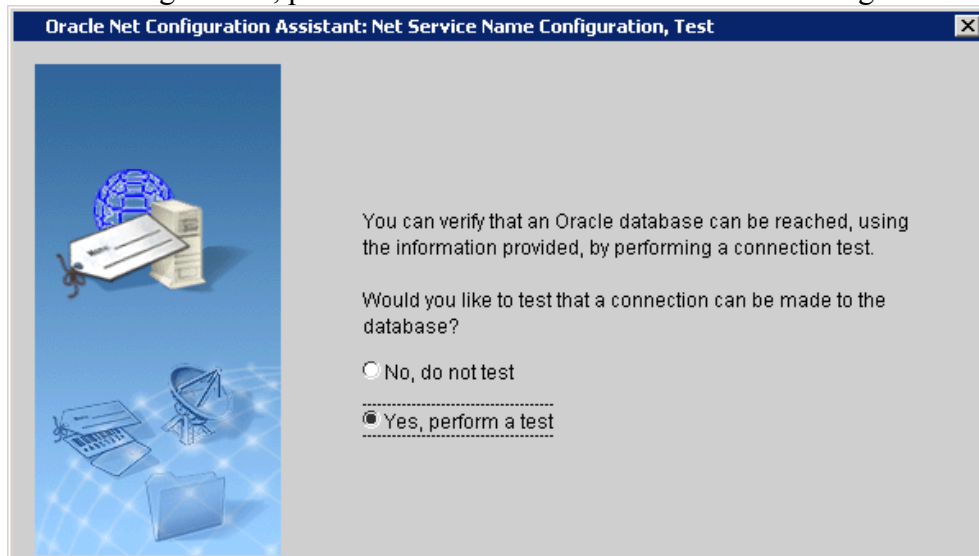 Oracle Net Configuration Assistant: Net Service Name Configuration, Test
You can verify that an Oracle database can be reached, using
the information provided, by performing a connection test.
Would you like to test that a connection can be made to the
database?
No, do not test
Yes, perform a test